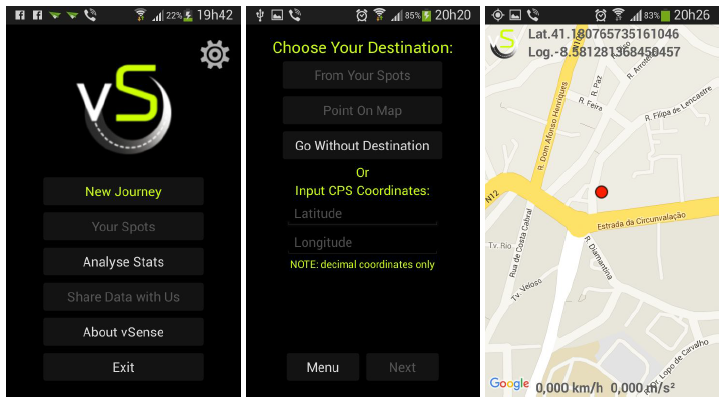 22% 19h42
vS
New Journey
Your Spots
Analyse Stats
Share Data with Us
About vSense
Exit
85% 20h20
Choose Your Destination:
From Your Spots
Point On Map
Go Without Destination
Or
Input CPS Coordinates:
Latitude
Longitude
NOTE: decimal coordinates only
Menu
Next
83% 20h26
vS
Lat.41.180765735161046
Log.-8.581281368450457
R. Arrote
R. Paz
R. Feira
R. Filipa de Lencastre
R. Dom Afonso Henriques
N12
Estrada da Circunvalação
Rua de Costa Cabral
Tv. Rio
R. Diamantina
Tv. Veloso
R. Dr. Lopo de Carvalho
Google
0,000 km/h 0,000 m/s²